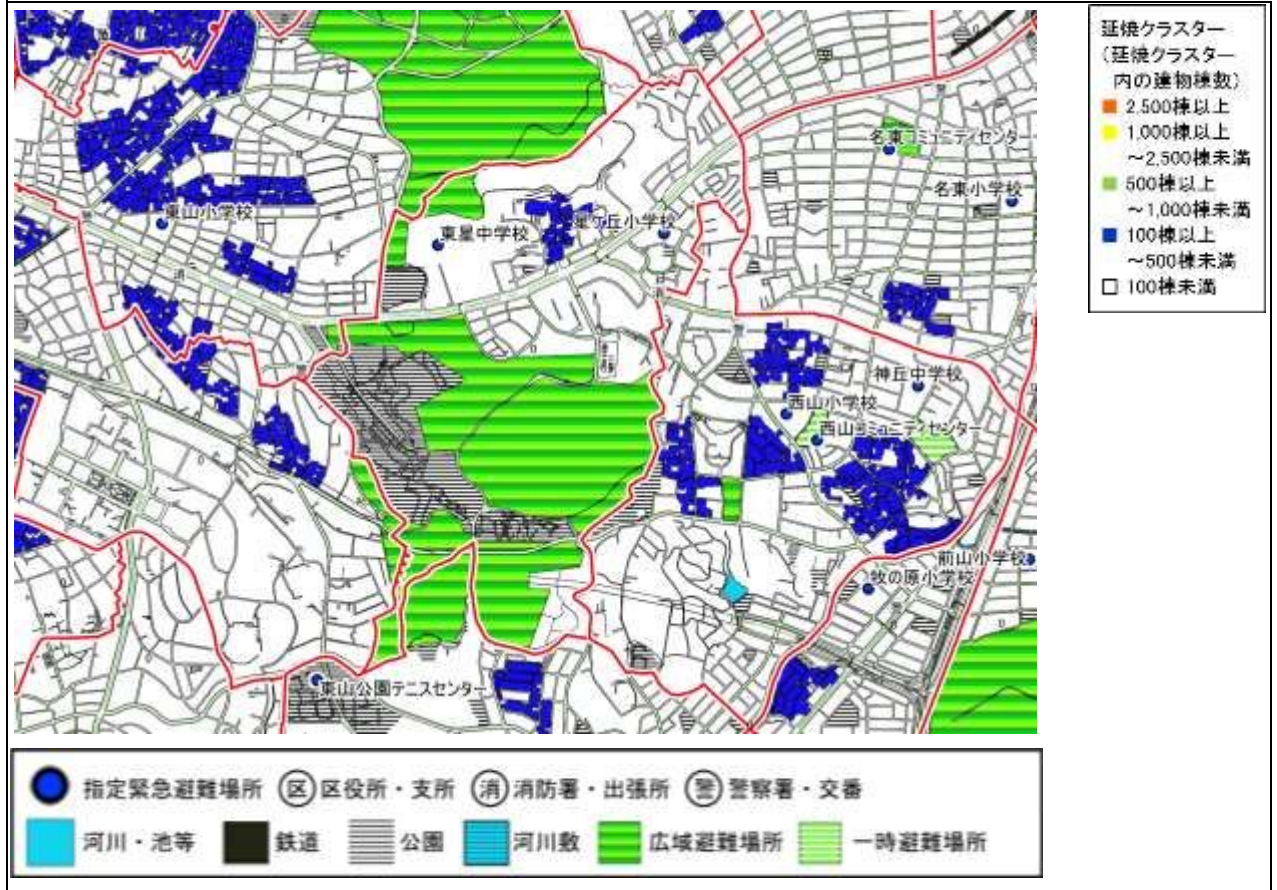 延焼クラスター
(延焼クラスター
内の建物棟数)
2,500棟以上
1,000棟以上
～2,500棟未満
500棟以上
～1,000棟未満
100棟以上
～500棟未満
100棟未満
名東コミュニティセンター
名東小学校
東山小学校
東星中学校
星ケ丘小学校
神丘中学校
西山小学校
西山コミュニティセンター
前山小学校
牧の原小学校
東山公園テニスセンター
指定緊急避難場所 区 区役所・支所 消 消防署・出張所 警 警察署・交番
河川・池等 鉄道 公園 河川敷 広域避難場所 一時避難場所